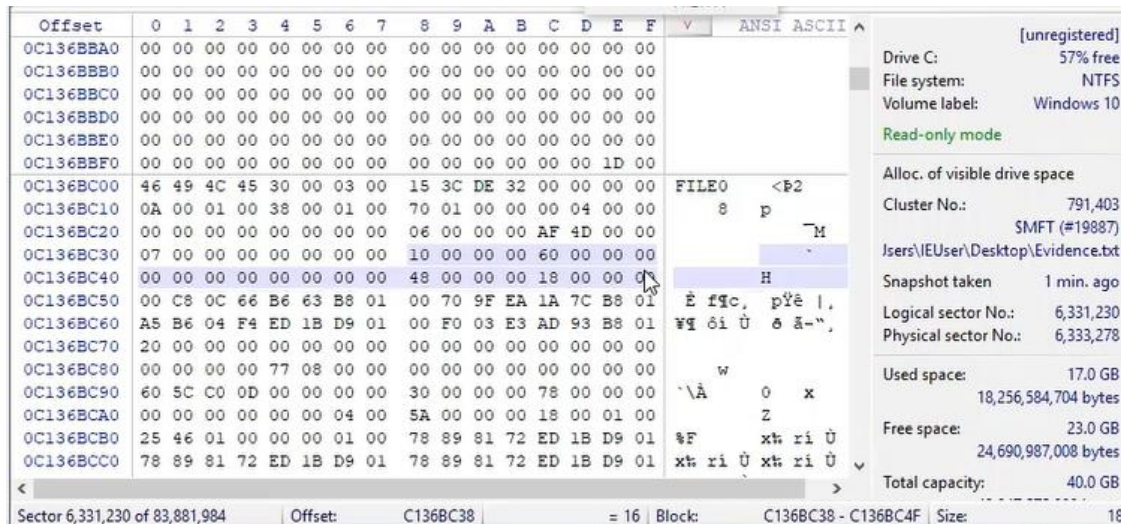 Offset 0 1 2 3 4 5 6 7 8 9 A B C D E F ANSI ASCII
0C136BBA0 00 00 00 00 00 00 00 00 00 00 00 00 00 00 00 00
0C136BBB0 00 00 00 00 00 00 00 00 00 00 00 00 00 00 00 00
0C136BBC0 00 00 00 00 00 00 00 00 00 00 00 00 00 00 00 00
0C136BBD0 00 00 00 00 00 00 00 00 00 00 00 00 00 00 00 00
0C136BBE0 00 00 00 00 00 00 00 00 00 00 00 00 00 00 00 00
0C136BBF0 00 00 00 00 00 00 00 00 00 00 00 00 00 00 1D 00
0C136BC00 46 49 4C 45 30 00 03 00 15 3C DE 32 00 00 00 00 FILE0 <Þ2
0C136BC10 0A 00 01 00 38 00 01 00 70 01 00 00 00 04 00 00 8 p
0C136BC20 00 00 00 00 00 00 00 00 06 00 00 00 AF 4D 00 00 ¯M
0C136BC30 07 00 00 00 00 00 00 00 10 00 00 00 60 00 00 00 `
0C136BC40 00 00 00 00 00 00 00 00 48 00 00 00 18 00 00 00 H
0C136BC50 00 C8 0C 66 B6 63 B8 01 00 70 9F EA 1A 7C B8 01 È f¶c¸ pŸê |¸
0C136BC60 A5 B6 04 F4 ED 1B D9 01 00 F0 03 E3 AD 93 B8 01 ¥¶ ôí Ù ð ã-“¸
0C136BC70 20 00 00 00 00 00 00 00 00 00 00 00 00 00 00 00
0C136BC80 00 00 00 00 77 08 00 00 00 00 00 00 00 00 00 00 w
0C136BC90 60 5C C0 0D 00 00 00 00 30 00 00 00 78 00 00 00 `\À 0 x
0C136BCA0 00 00 00 00 00 00 04 00 5A 00 00 00 18 00 01 00 Z
0C136BCB0 25 46 01 00 00 00 01 00 78 89 81 72 ED 1B D9 01 %F x‰ rí Ù
0C136BCC0 78 89 81 72 ED 1B D9 01 78 89 81 72 ED 1B D9 01 x‰ rí Ù x‰ rí Ù
[unregistered]
Drive C: 57% free
File system: NTFS
Volume label: Windows 10
Read-only mode
Alloc. of visible drive space
Cluster No.: 791,403
$MFT (#19887)
Jsers\IEUser\Desktop\Evidence.txt
Snapshot taken 1 min. ago
Logical sector No.: 6,331,230
Physical sector No.: 6,333,278
Used space: 17.0 GB
18,256,584,704 bytes
Free space: 23.0 GB
24,690,987,008 bytes
Total capacity: 40.0 GB
Sector 6,331,230 of 83,881,984 Offset: C136BC38 = 16 Block: C136BC38 - C136BC4F Size: 18